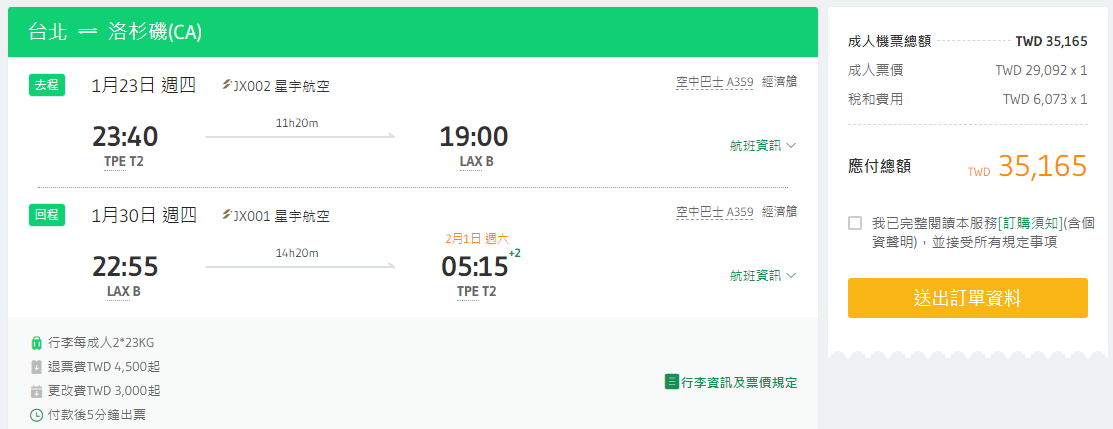 台北 洛杉磯(CA)
去程 1月23日 週四 JX002 星宇航空 空中巴士 A359 經濟艙
11h20m
23:40 19:00
TPE T2 LAX B
航班資訊
回程 1月30日 週四 JX001 星宇航空 空中巴士 A359 經濟艙
2月1日 週六
14h20m
22:55 05:15 +2
LAX B TPE T2
航班資訊
行李每成人2*23KG
退票費TWD 4,500起
更改費TWD 3,000起
付款後5分鐘出票
行李資訊及票價規定
成人機票總額 TWD 35,165
成人票價 TWD 29,092 x 1
稅和費用 TWD 6,073 x 1
應付總額 TWD 35,165
我已完整閱讀本服務[訂購須知](含個
資聲明)，並接受所有規定事項
送出訂單資料